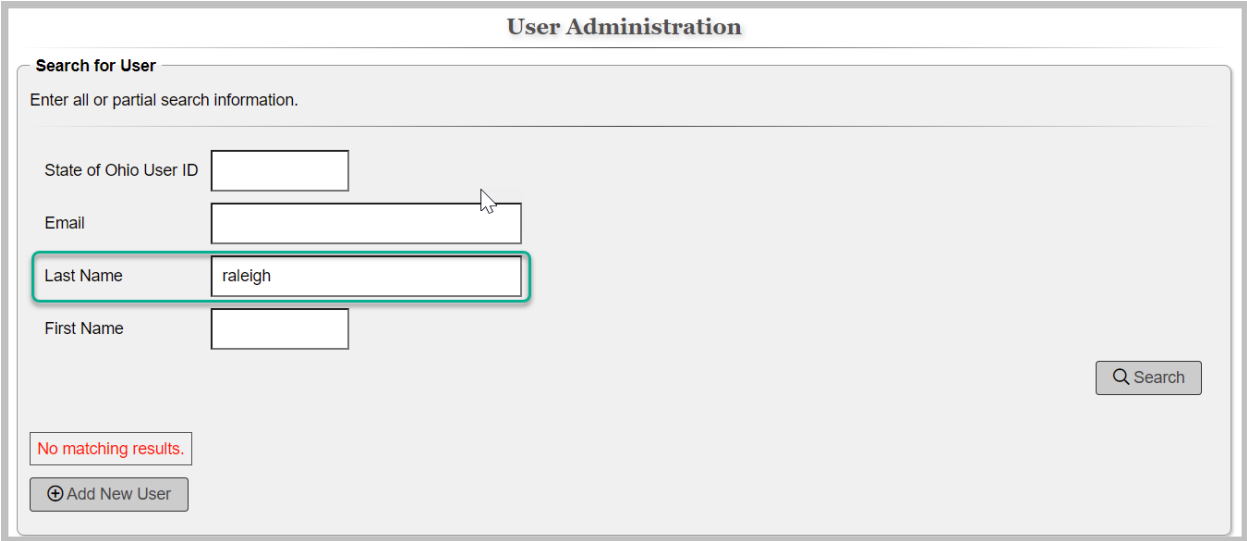 User Administration
Search for User
Enter all or partial search information.
State of Ohio User ID
Email
Last Name raleigh
First Name
Search
No matching results.
Add New User